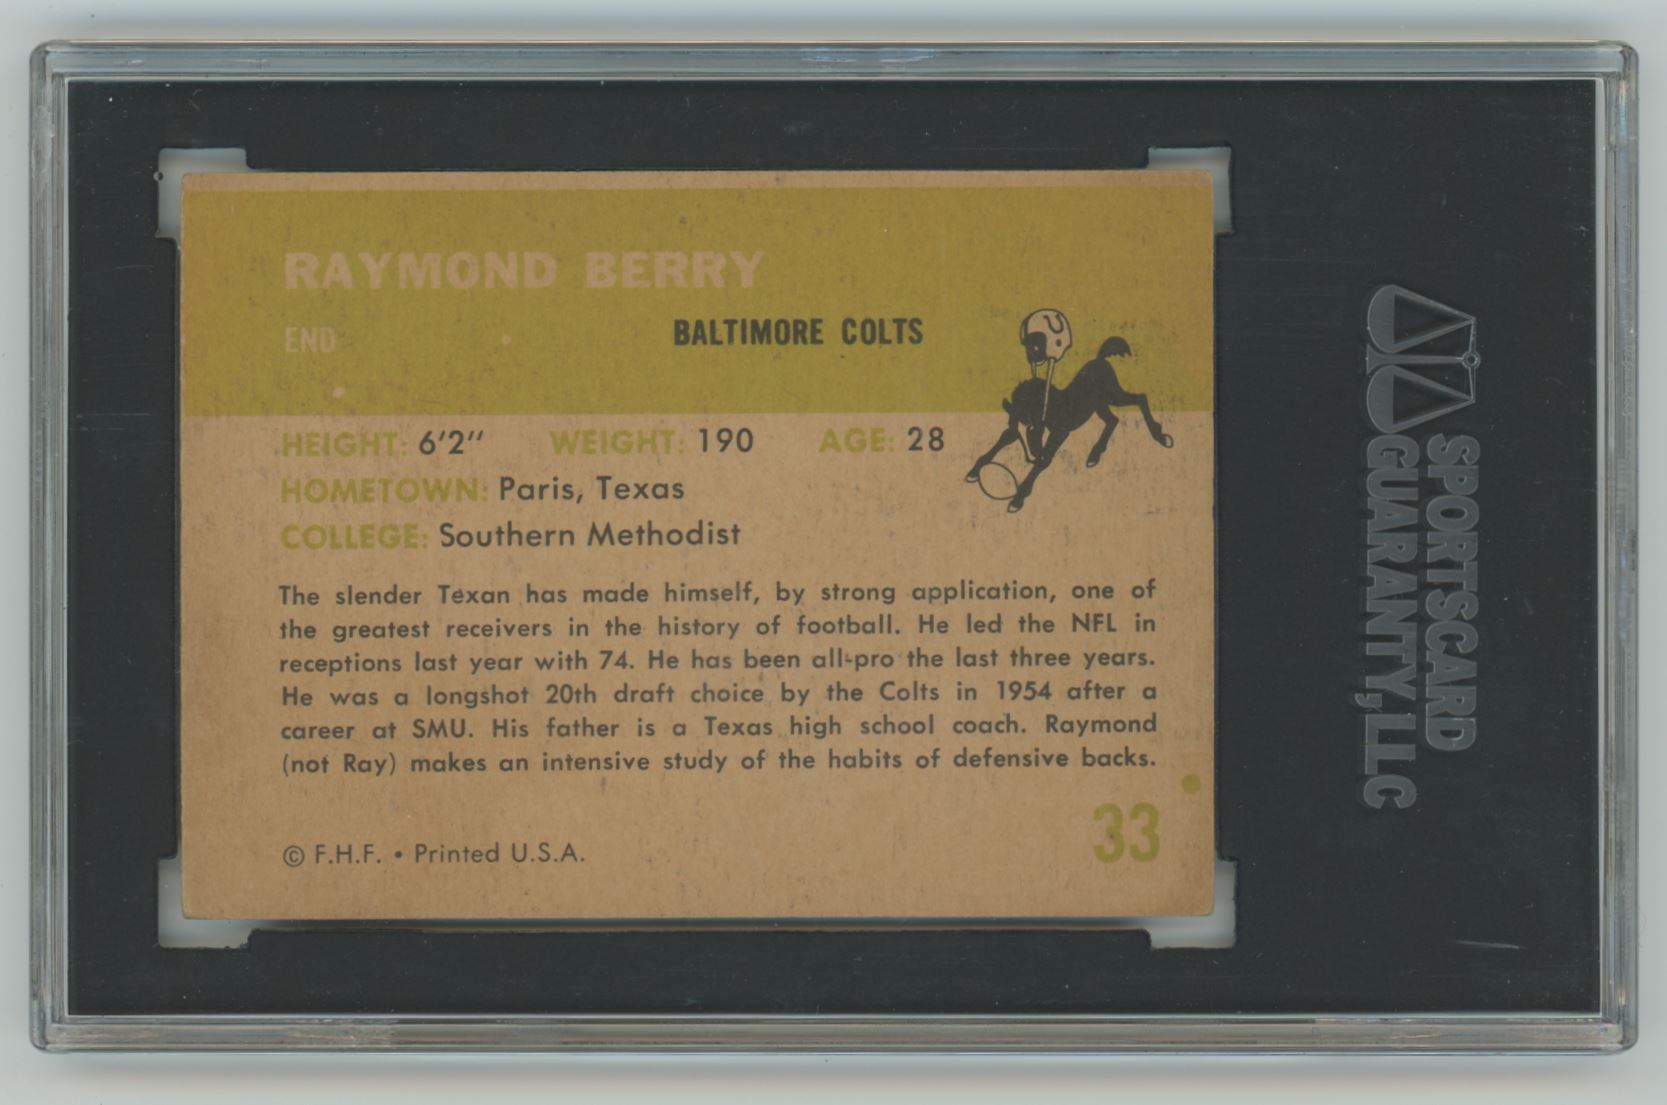 RAYMOND BERRY
END
BALTIMORE COLTS
HEIGHT: 6'2" WEIGHT: 190 AGE: 28
HOMETOWN: Paris, Texas
COLLEGE: Southern Methodist
The slender Texan has made himself, by strong application, one of
the greatest receivers in the history of football. He led the NFL in
receptions last year with 74. He has been all-pro the last three years.
He was a longshot 20th draft choice by the Colts in 1954 after a
career at SMU. His father is a Texas high school coach. Raymond
(not Ray) makes an intensive study of the habits of defensive backs.
33
© F.H.F. • Printed U.S.A.
SPORTSCARD
GUARANTY, LLC